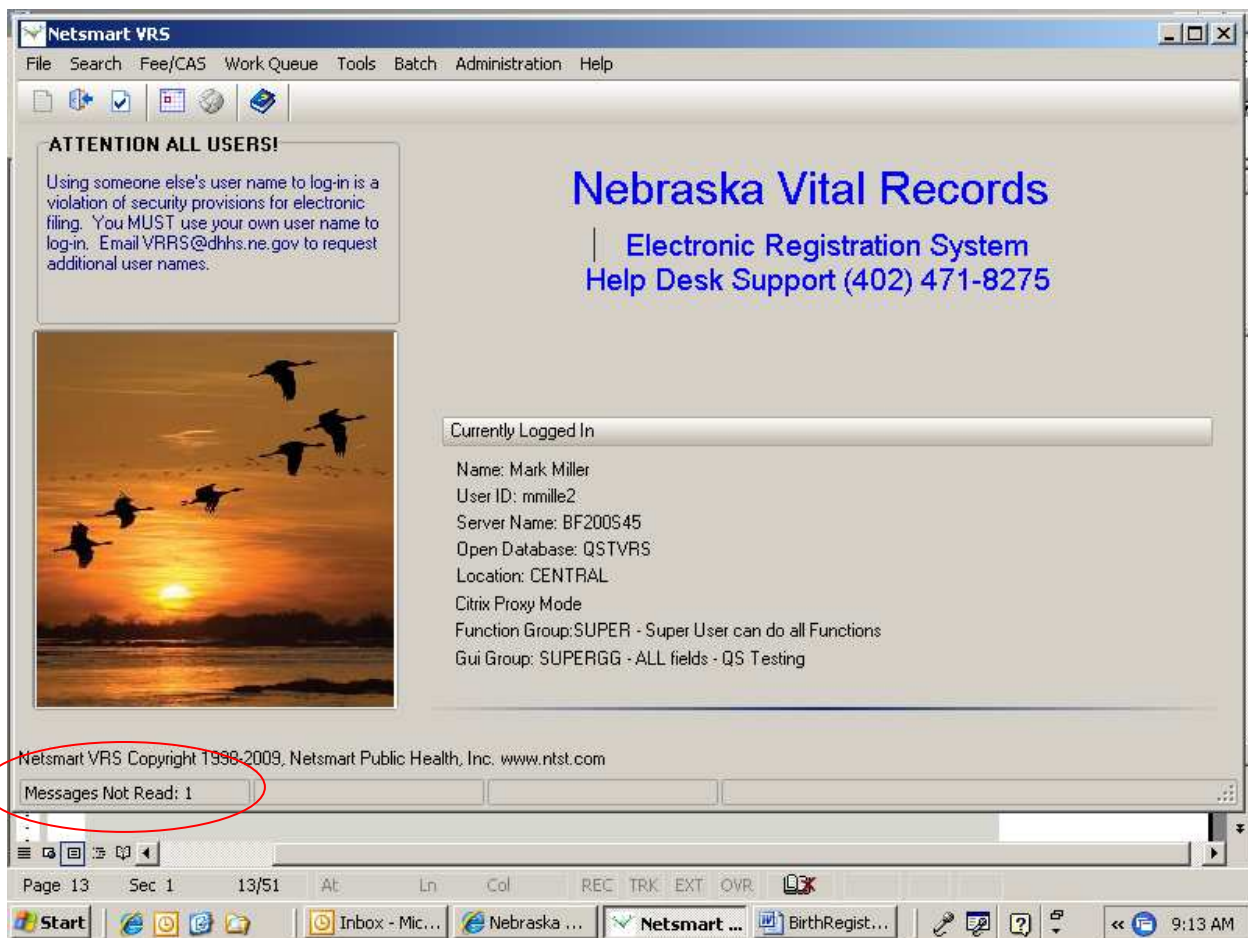 Netsmart VRS
File Search Fee/CAS Work Queue Tools Batch Administration Help
ATTENTION ALL USERS!
Using someone else's user name to log-in is a
violation of security provisions for electronic
filing. You MUST use your own user name to
log-in. Email VRRS@dhhs.ne.gov to request
additional user names.
Nebraska Vital Records
Electronic Registration System
Help Desk Support (402) 471-8275
Currently Logged In
Name: Mark Miller
User ID: mmille2
Server Name: BF200S45
Open Database: QSTVRS
Location: CENTRAL
Citrix Proxy Mode
Function Group:SUPER - Super User can do all Functions
Gui Group: SUPERGG - ALL fields - QS Testing
Netsmart VRS Copyright 1998-2009, Netsmart Public Health, Inc. www.ntst.com
Messages Not Read: 1
Page 13 Sec 1 13/51 At Ln Col REC TRK EXT OVR
Start Inbox - Mic... Nebraska ... Netsmart ... BirthRegist... « 9:13 AM